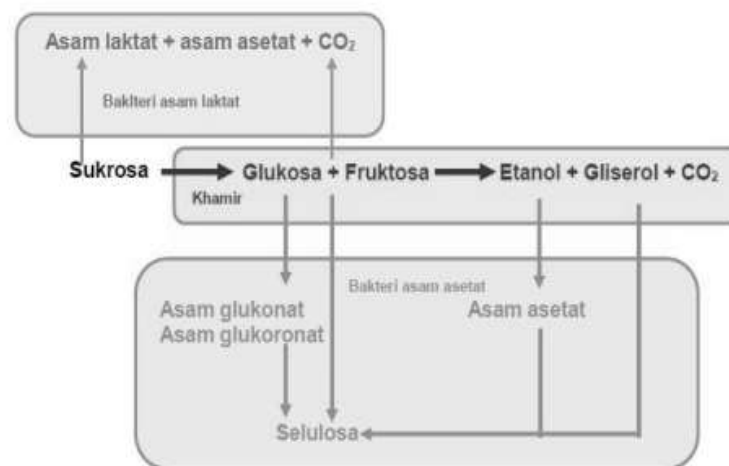 Asam laktat + asam asetat + CO₂
Baklteri asam laktat
Sukrosa
Glukosa + Fruktosa
Etanol + Gliserol + CO₂
Khamir
Bakteri asam asetat
Asam glukonat
Asam glukoronat
Asam asetat
Selulosa